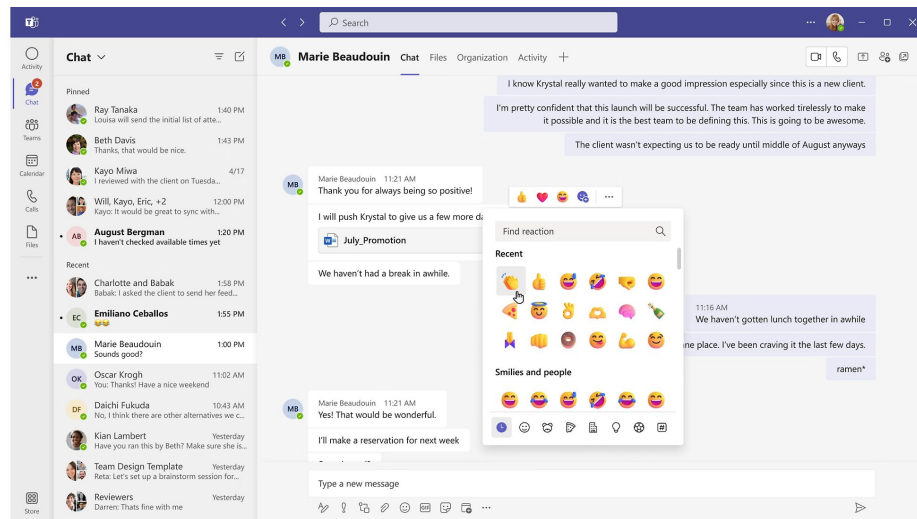 Search
Activity
Chat
2
Teams
Calendar
Calls
Files
Store
Chat
Pinned
Ray Tanaka 1:40 PM
Louisa will send the initial list of atte...
Beth Davis 1:43 PM
Thanks, that would be nice.
Kayo Miwa 4/17
I reviewed with the client on Tuesda...
Will, Kayo, Eric, +2 12:00 PM
Kayo: It would be great to sync with...
AB
August Bergman 1:20 PM
I haven't checked available times yet
Recent
Charlotte and Babak 1:58 PM
Babak: I asked the client to send her feed...
EC
Emiliano Ceballos 1:55 PM
😂😂
MB
Marie Beaudouin 1:00 PM
Sounds good?
OK
Oscar Krogh 11:02 AM
You: Thanks! Have a nice weekend
DF
Daichi Fukuda 10:43 AM
No, I think there are other alternatives we c...
Kian Lambert Yesterday
Have you ran this by Beth? Make sure she is...
Team Design Template Yesterday
Reta: Let's set up a brainstorm session for...
Reviewers Yesterday
Darren: Thats fine with me
MB Marie Beaudouin Chat Files Organization Activity
I know Krystal really wanted to make a good impression especially since this is a new client.
I'm pretty confident that this launch will be successful. The team has worked tirelessly to make
it possible and it is the best team to be defining this. This is going to be awesome.
The client wasn't expecting us to be ready until middle of August anyways
MB
Marie Beaudouin 11:21 AM
Thank you for always being so positive!
I will push Krystal to give us a few more da
July_Promotion
We haven't had a break in awhile.
Find reaction
Recent
Smilies and people
11:16 AM
We haven't gotten lunch together in awhile
ne place. I've been craving it the last few days.
ramen*
MB
Marie Beaudouin 11:21 AM
Yes! That would be wonderful.
I'll make a reservation for next week
Type a new message
GIF